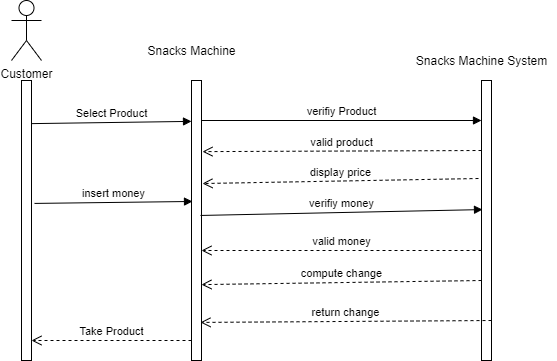 Snacks Machine
Snacks Machine System
Customer
Select Product
verifiy Product
valid product
display price
insert money
verifiy money
valid money
compute change
return change
Take Product